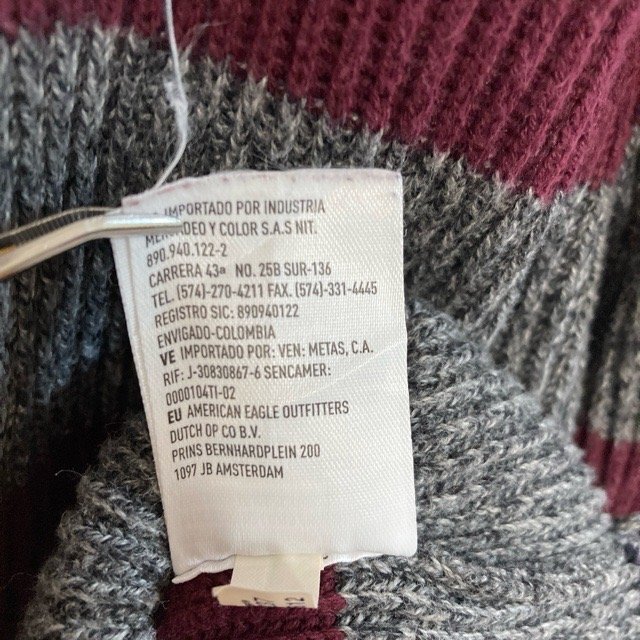 IMPORTADO POR INDUSTRIA
COLOR S.A.S NIT.
890.940.122-2
CARRERA 43ª NO. 25B SUR-136
TEL. (574)-270-4211 FAX. (574)-331-4445
REGISTRO SIC: 890940122
ENVIGADO-COLOMBIA
VE IMPORTADO POR: VEN: METAS, C.A.
RIF: J-30830867-6 SENCAMER:
D000104TI-02
EU AMERICAN EAGLE OUTFITTERS
DUTCH OP CO B.V.
PRINS BERNHARDPLEIN 200
1097 JB AMSTERDAM